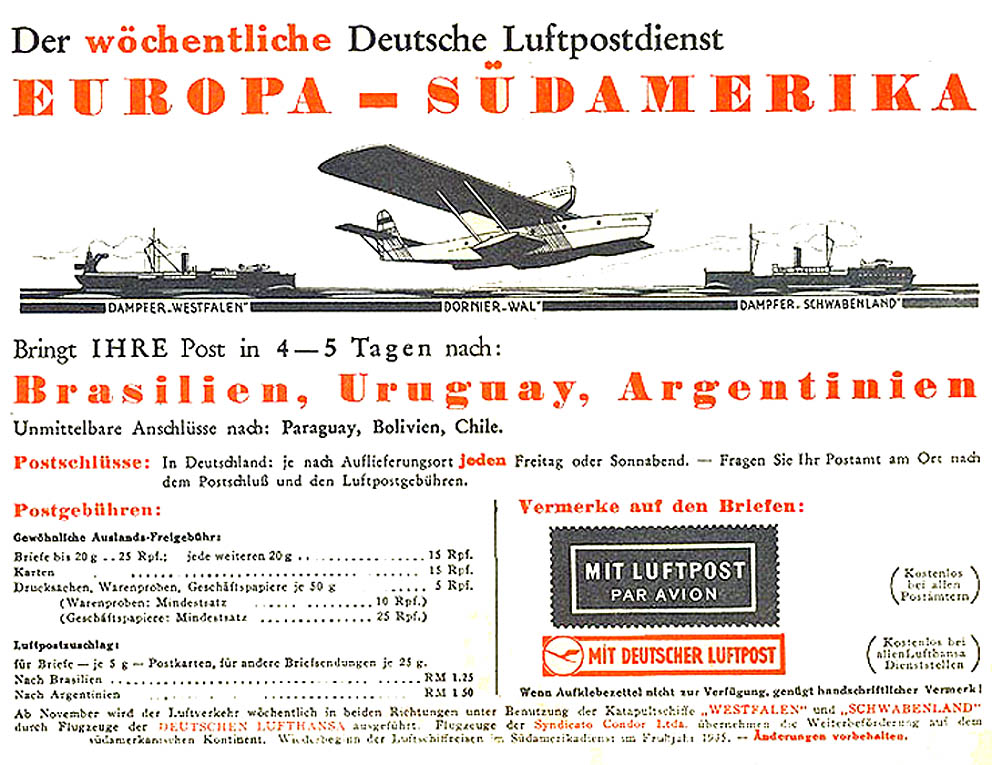 Der wöchentliche Deutsche Luftpostdienst
EUROPA – SÜDAMERIKA
DAMPFER „WESTFALEN"
DORNIER-WAL"
DAMPFER „SCHWABENLAND"
Bringt IHRE Post in 4—5 Tagen nach:
Brasilien, Uruguay, Argentinien
Unmittelbare Anschlüsse nach: Paraguay, Bolivien, Chile.
Postschlüsse: In Deutschland: je nach Auflieferungsort jeden Freitag oder Sonnabend. — Fragen Sie Ihr Postamt am Ort nach
dem Postschluß und den Luftpostgebühren.
Postgebühren:
Gewöhnliche Auslands-Freigebühr:
Briefe bis 20 g .. 25 Rpf.; jede weiteren 20 g .................. 15 Rpf.
Karten .................. 15 Rpf.
Drucksachen, Warenproben, Geschäftspapiere je 50 g .......... 5 Rpf.
(Warenproben: Mindestsatz .................. 10 Rpf.)
(Geschäftspapiere: Mindestsatz .................. 25 Rpf.)
Luftpostzuschlag:
für Briefe — je 5 g — Postkarten, für andere Briefsendungen je 25 g.
Nach Brasilien .................. RM 1.25
Nach Argentinien .................. RM 1 50
Vermerke auf den Briefen:
MIT LUFTPOST
PAR AVION
(Kostenlos
bei allen
Postämtern)
MIT DEUTSCHER LUFTPOST
(Kostenlos bei
allen Lufthansa
Dienststellen)
Wenn Aufklebezettel nicht zur Verfügung, genügt handschriftlicher Vermerk!
Ab November wird der Luftverkehr wöchentlich in beiden Richtungen unter Benutzung der Katapultschiffe „WESTFALEN" und „SCHWABENLAND"
durch Flugzeuge der DEUTSCHEN LUFTHANSA ausgeführt. Flugzeuge der Syndicato Condor Ltda. übernehmen die Weiterbeförderung auf dem
südamerkanischen Kontinent. Wiederbeginn der Luftschiffreisen im Südamerikadienst im Frühjahr 1935. — Änderungen vorbehalten.